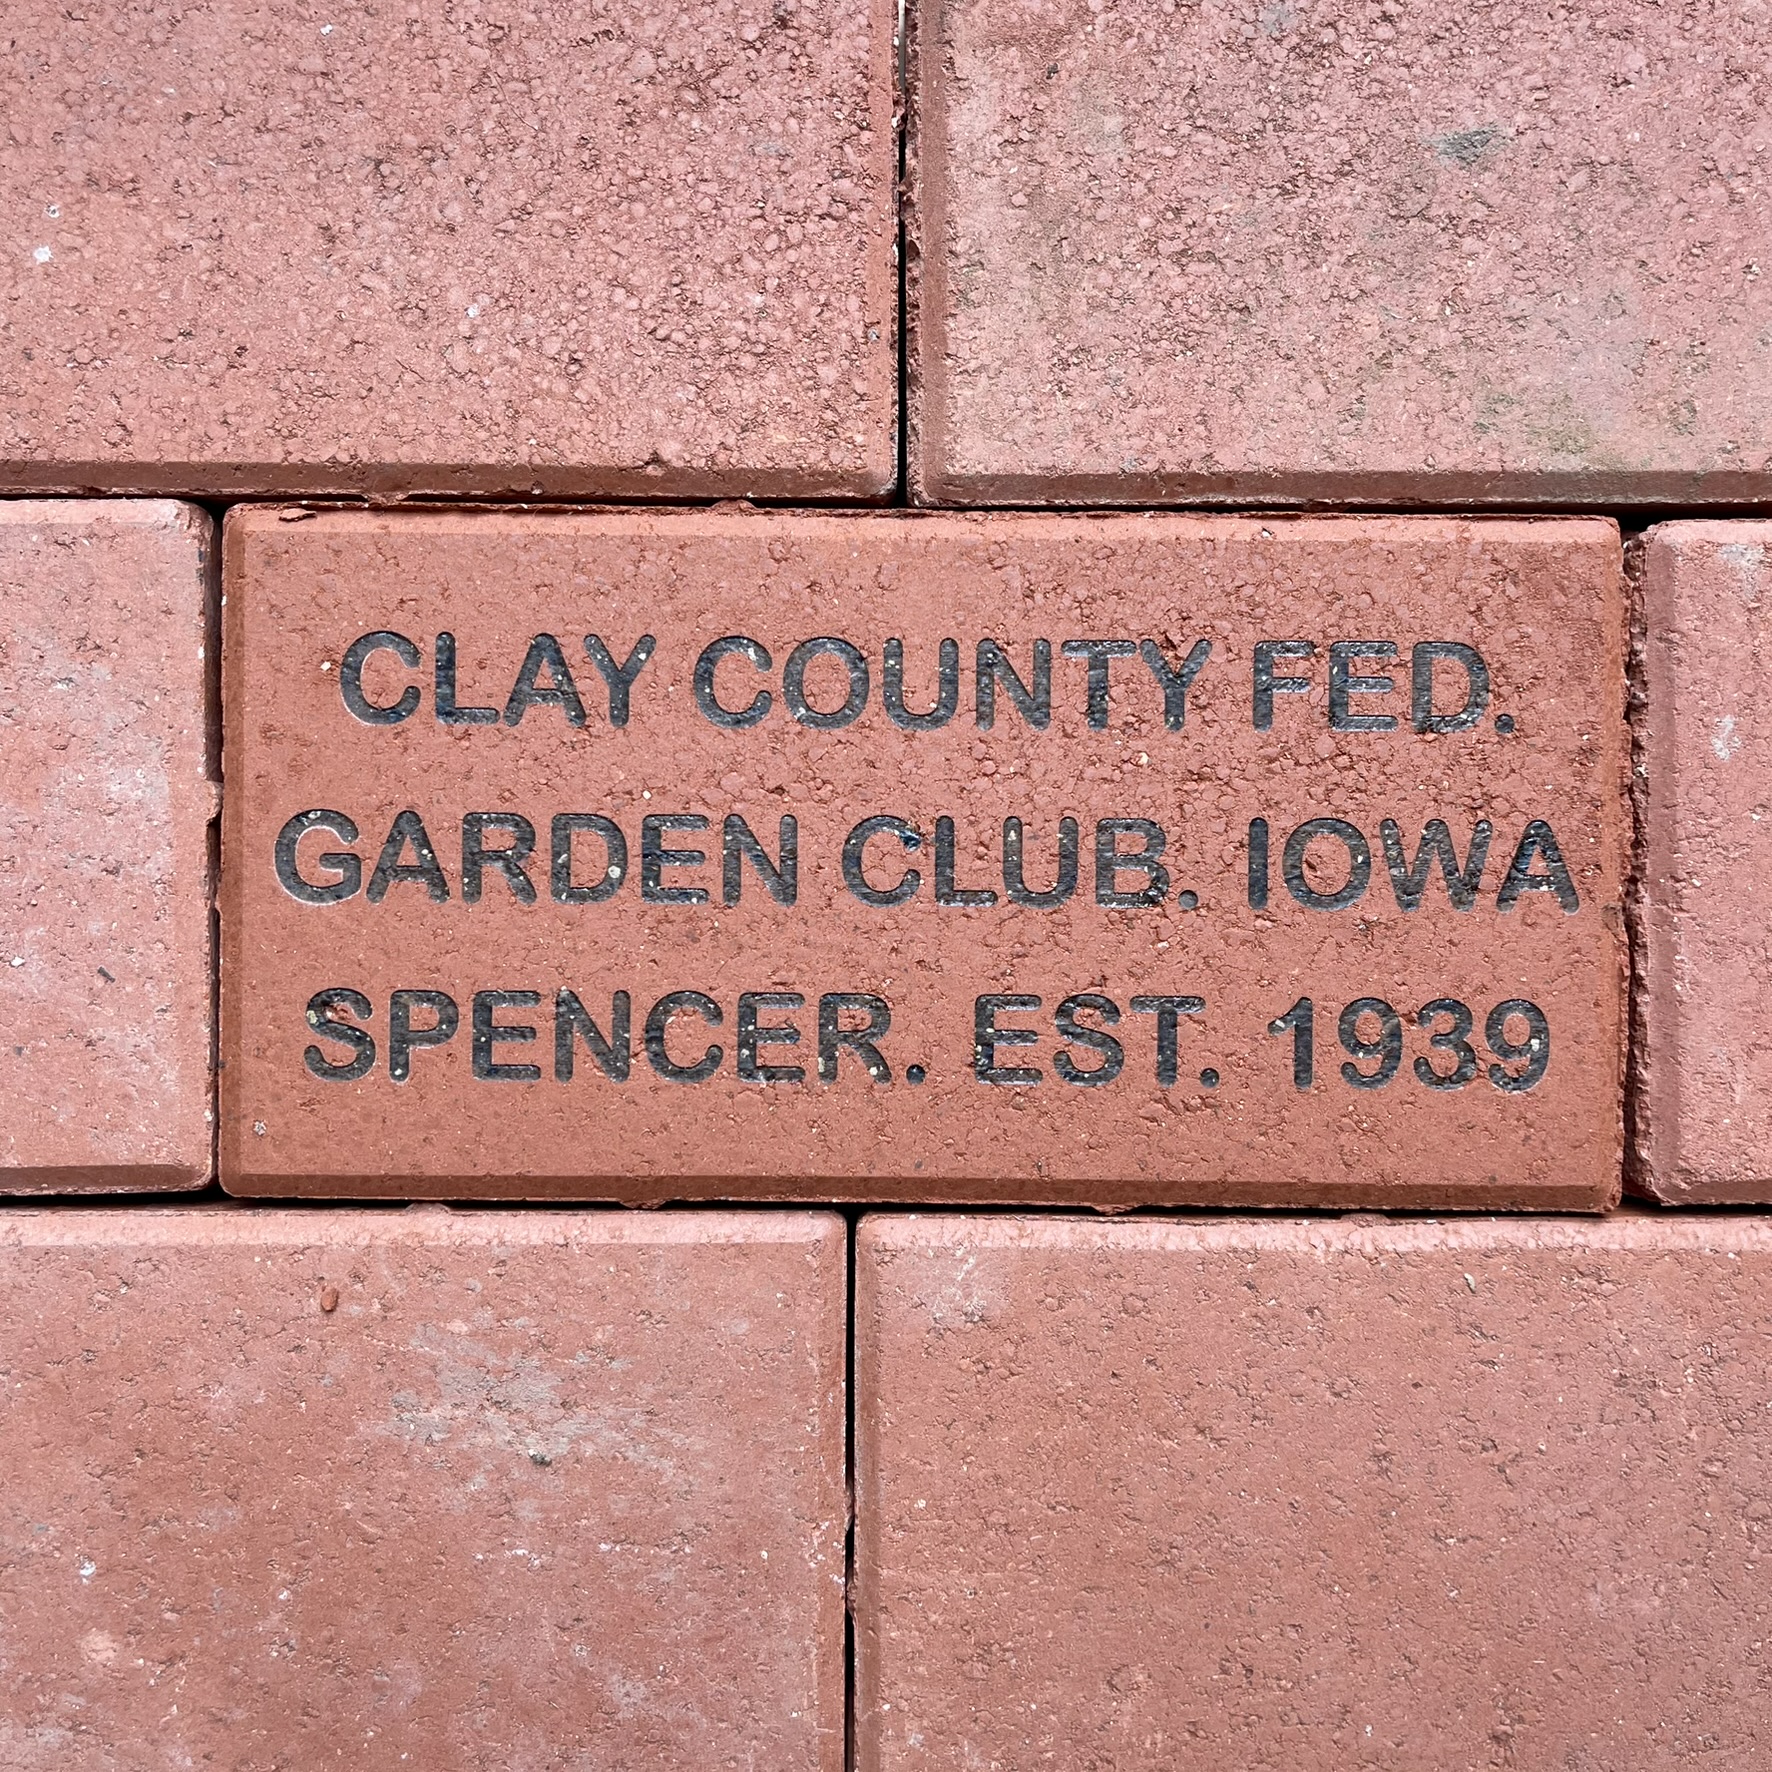 CLAY COUNTY FED.
GARDEN CLUB. IOWA
SPENCER. EST. 1939